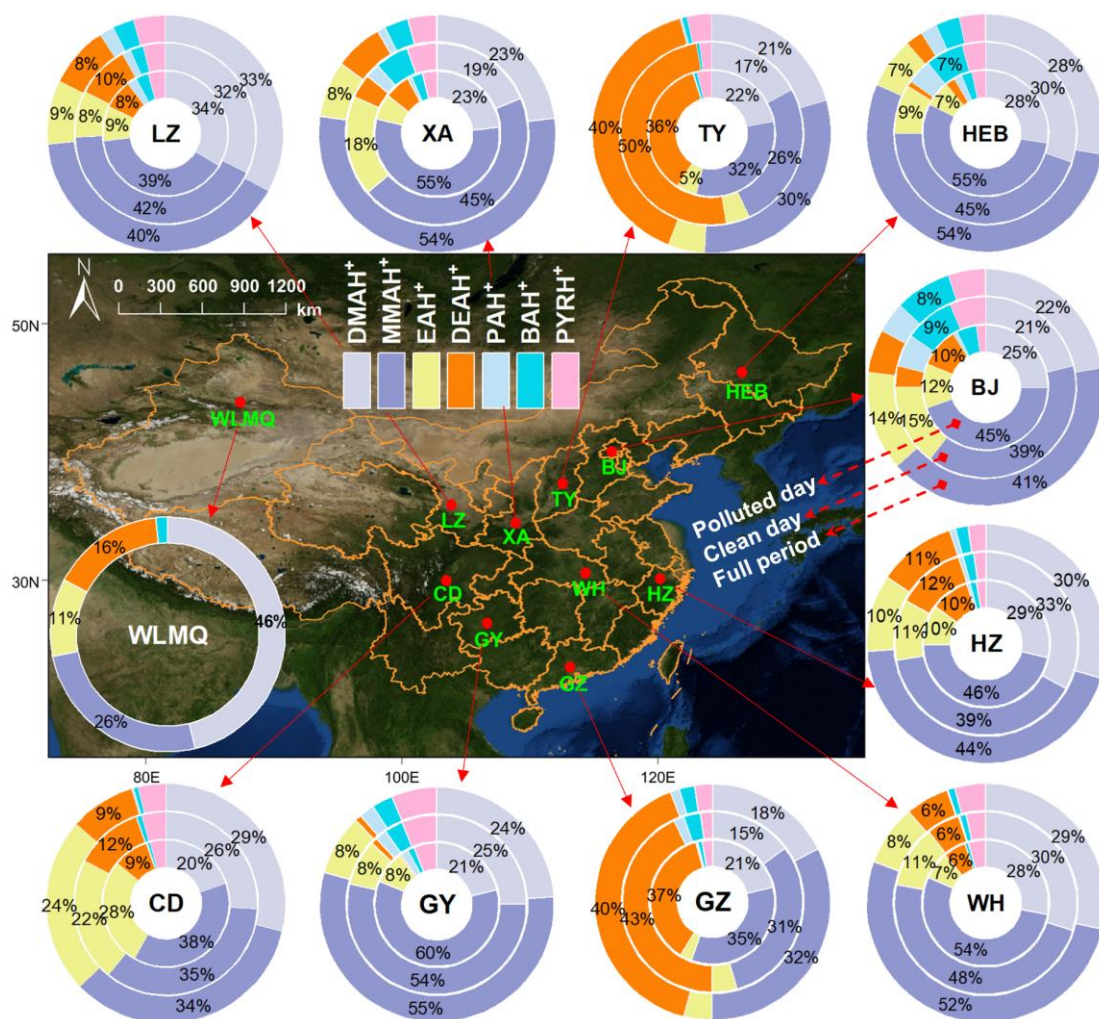 8%
10%
8%
33%
32%
34%
9%
8%
9%
LZ
39%
42%
40%
23%
19%
23%
8%
18%
XA
55%
45%
54%
21%
17%
22%
40%
50%
36%
TY
5%
32%
26%
30%
7%
7%
28%
30%
28%
9%
7%
HEB
55%
45%
54%
N
0 300 600 900 1200
km
DMAH+
MMAH+
EAH+
DEAH+
PAH+
BAH+
PYRH+
50N
30N
80E
100E
120E
WLMQ
HEB
BJ
TY
LZ
XA
CD
WH
HZ
GY
GZ
Polluted day
Clean day
Full period
8%
9%
10%
22%
21%
25%
14%
15%
12%
BJ
45%
39%
41%
16%
11%
46%
26%
WLMQ
11%
12%
10%
30%
33%
29%
10%
11%
10%
HZ
46%
39%
44%
9%
12%
9%
29%
26%
20%
24%
22%
28%
CD
38%
35%
34%
24%
25%
21%
8%
8%
8%
GY
60%
54%
55%
18%
15%
21%
40%
43%
37%
GZ
35%
31%
32%
6%
6%
6%
29%
30%
28%
8%
11%
7%
WH
54%
48%
52%